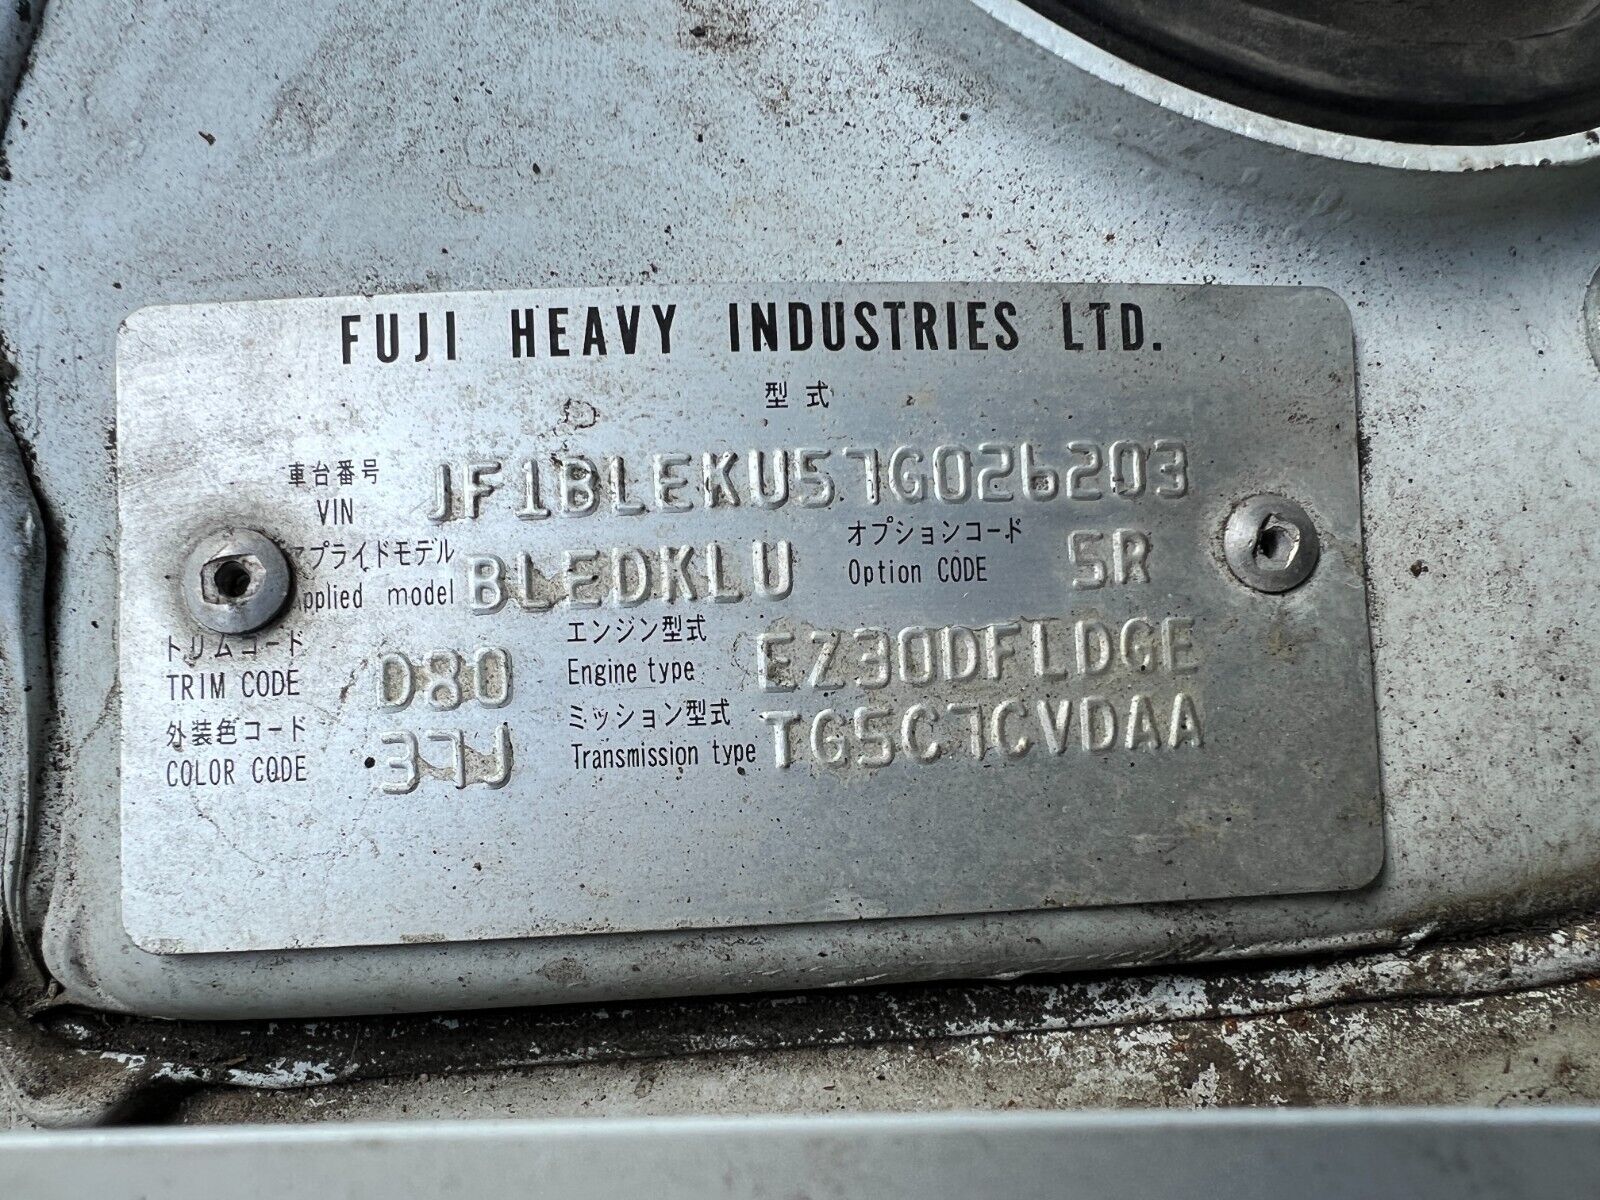 FUJI HEAVY INDUSTRIES LTD.
型式
車台番号
VIN JF1BLEKU57G026203
アプライドモデル
Applied model BLEDKLU
オプションコード
Option CODE 5R
トリムコード
TRIM CODE D80
エンジン型式
Engine type EZ30DFLDGE
外装色コード
COLOR CODE 37J
ミッション型式
Transmission type TG5C7CVDAA